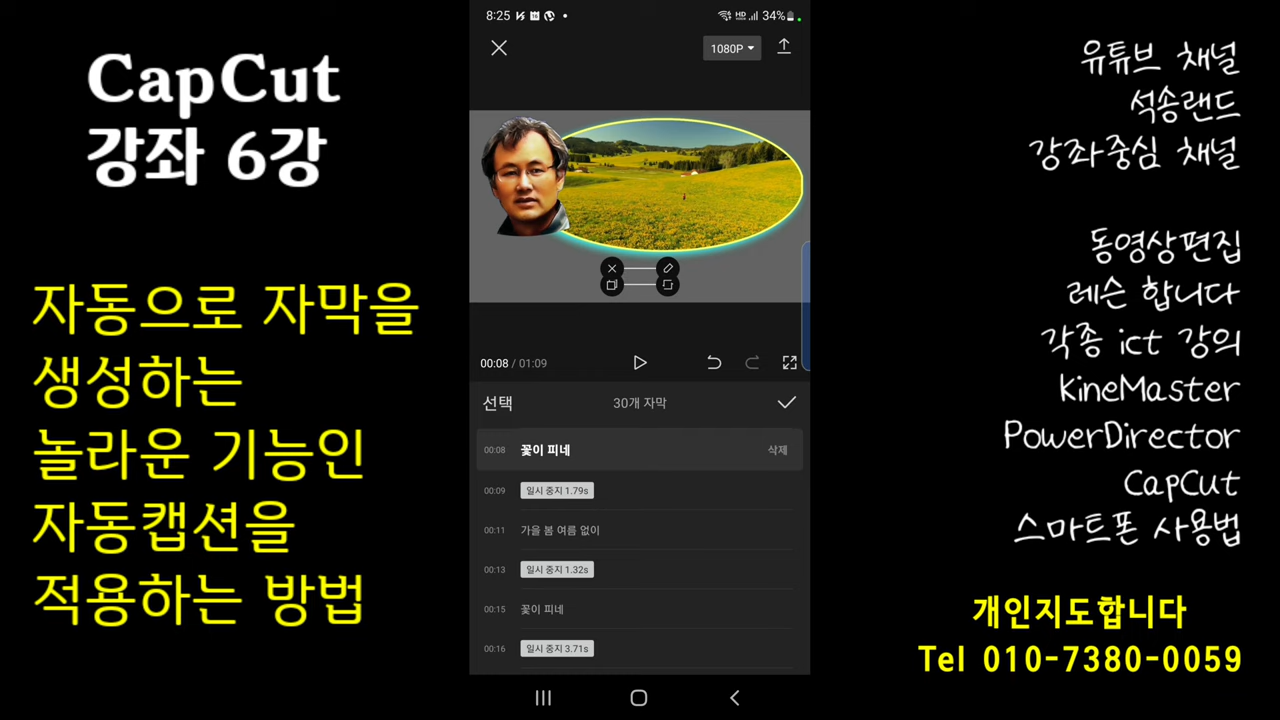 CapCut
강좌 6강
자동으로 자막을
생성하는
놀라운 기능인
자동캡션을
적용하는 방법
8:25
34%
1080P
00:08 / 01:09
선택
30개 자막
00:08 꽃이 피네 삭제
00:09 일시 중지 1.79s
00:11 가을 봄 여름 없이
00:13 일시 중지 1.32s
00:15 꽃이 피네
00:16 일시 중지 3.71s
유튜브 채널
석송랜드
강좌중심 채널
동영상편집
레슨 합니다
각종 ict 강의
KineMaster
PowerDirector
CapCut
스마트폰 사용법
개인지도합니다
Tel 010-7380-0059